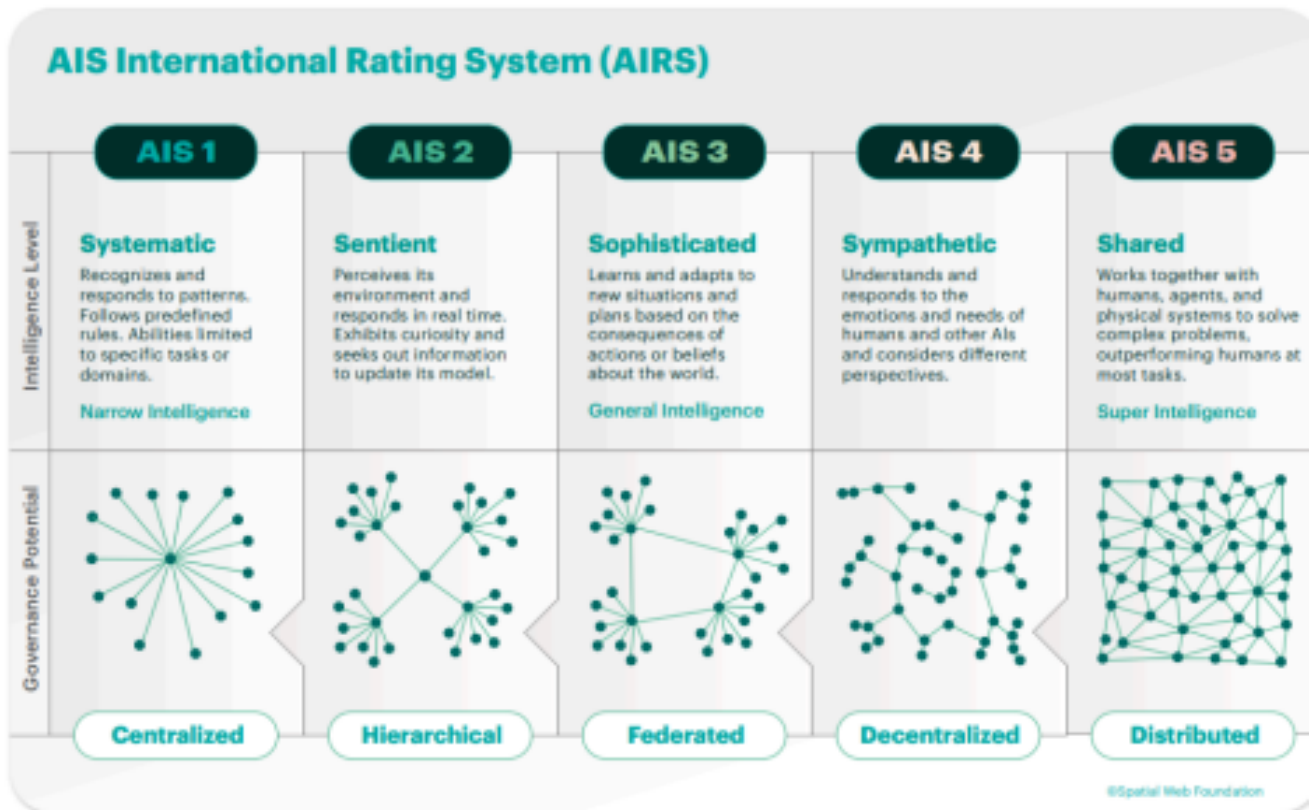 AIS International Rating System (AIRS)
AIS 1
AIS 2
AIS 3
AIS 4
AIS 5
Intelligence Level
Systematic
Recognizes and
responds to patterns.
Follows predefined
rules. Abilities limited
to specific tasks or
domains.
Narrow Intelligence
Sentient
Perceives its
environment and
responds in real time.
Exhibits curiosity and
seeks out information
to update its model.
Sophisticated
Learns and adapts to
new situations and
plans based on the
consequences of
actions or beliefs
about the world.
General Intelligence
Sympathetic
Understands and
responds to the
emotions and needs of
humans and other AIs
and considers different
perspectives.
Shared
Works together with
humans, agents, and
physical systems to solve
complex problems,
outperforming humans at
most tasks.
Super Intelligence
Governance Potential
Centralized
Hierarchical
Federated
Decentralized
Distributed
©Spatial Web Foundation